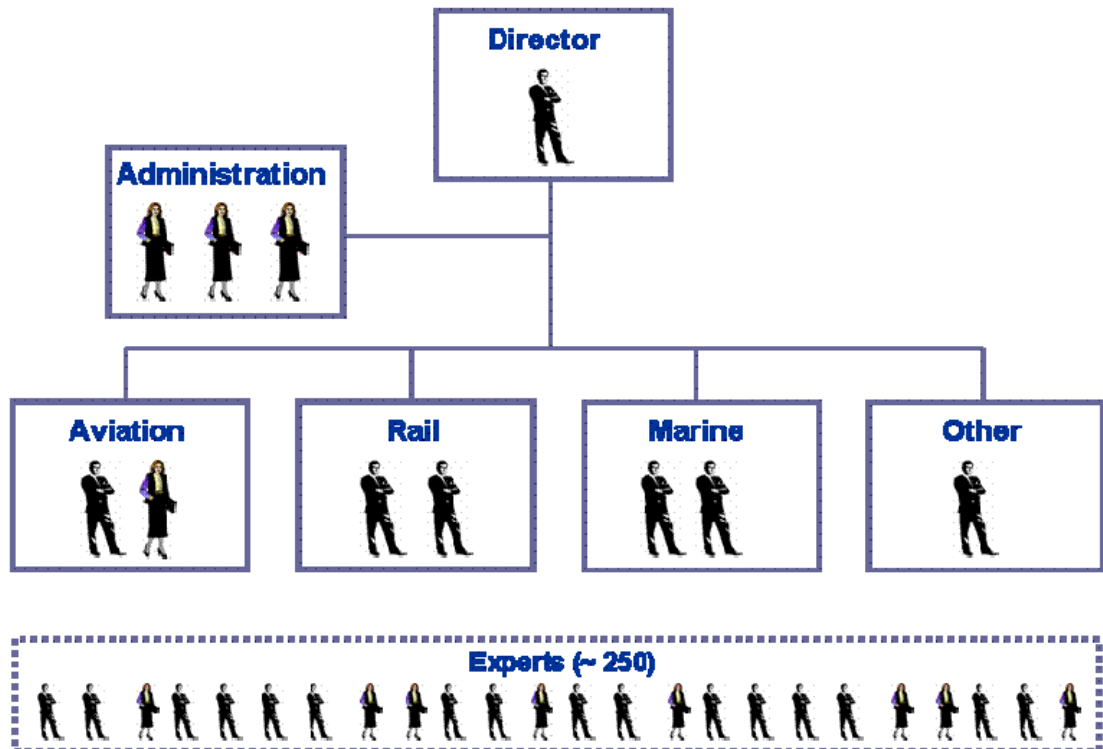 Director
Administration
Aviation
Rail
Marine
Other
Experts (~ 250)